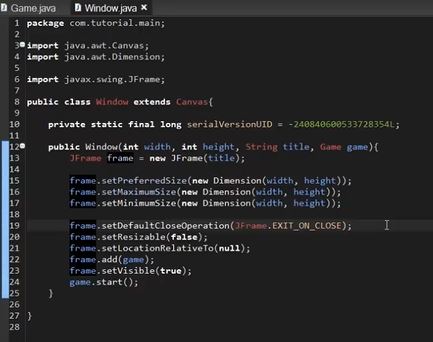 Game.java Window.java
1 package com.tutorial.main;
2
3 import java.awt.Canvas;
4 import java.awt.Dimension;
5
6 import javax.swing.JFrame;
7
8 public class Window extends Canvas{
9
10 private static final long serialVersionUID = -240840600533728354L;
11
12 public Window(int width, int height, String title, Game game){
13 JFrame frame = new JFrame(title);
14
15 frame.setPreferredSize(new Dimension(width, height));
16 frame.setMaximumSize(new Dimension(width, height));
17 frame.setMinimumSize(new Dimension(width, height));
18
19 frame.setDefaultCloseOperation(JFrame.EXIT_ON_CLOSE);
20 frame.setResizable(false);
21 frame.setLocationRelativeTo(null);
22 frame.add(game);
23 frame.setVisible(true);
24 game.start();
25 }
26
27 }
28